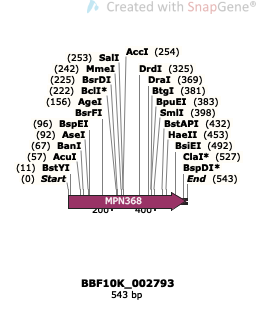 Created with SnapGene®
AccI (254)
(253) SalI
(242) MmeI DrdI (325)
(225) BsrDI DraI (369)
(222) BclI* BtgI (381)
(156) AgeI BpuEI (383)
BsrFI SmlI (398)
(96) BspEI BstAPI (432)
(92) AseI HaeII (453)
(67) BanI BsiEI (492)
(57) AcuI ClaI* (527)
(11) BstYI BspDI*
(0) Start End (543)
MPN368
200 400
BBF10K_002793
543 bp